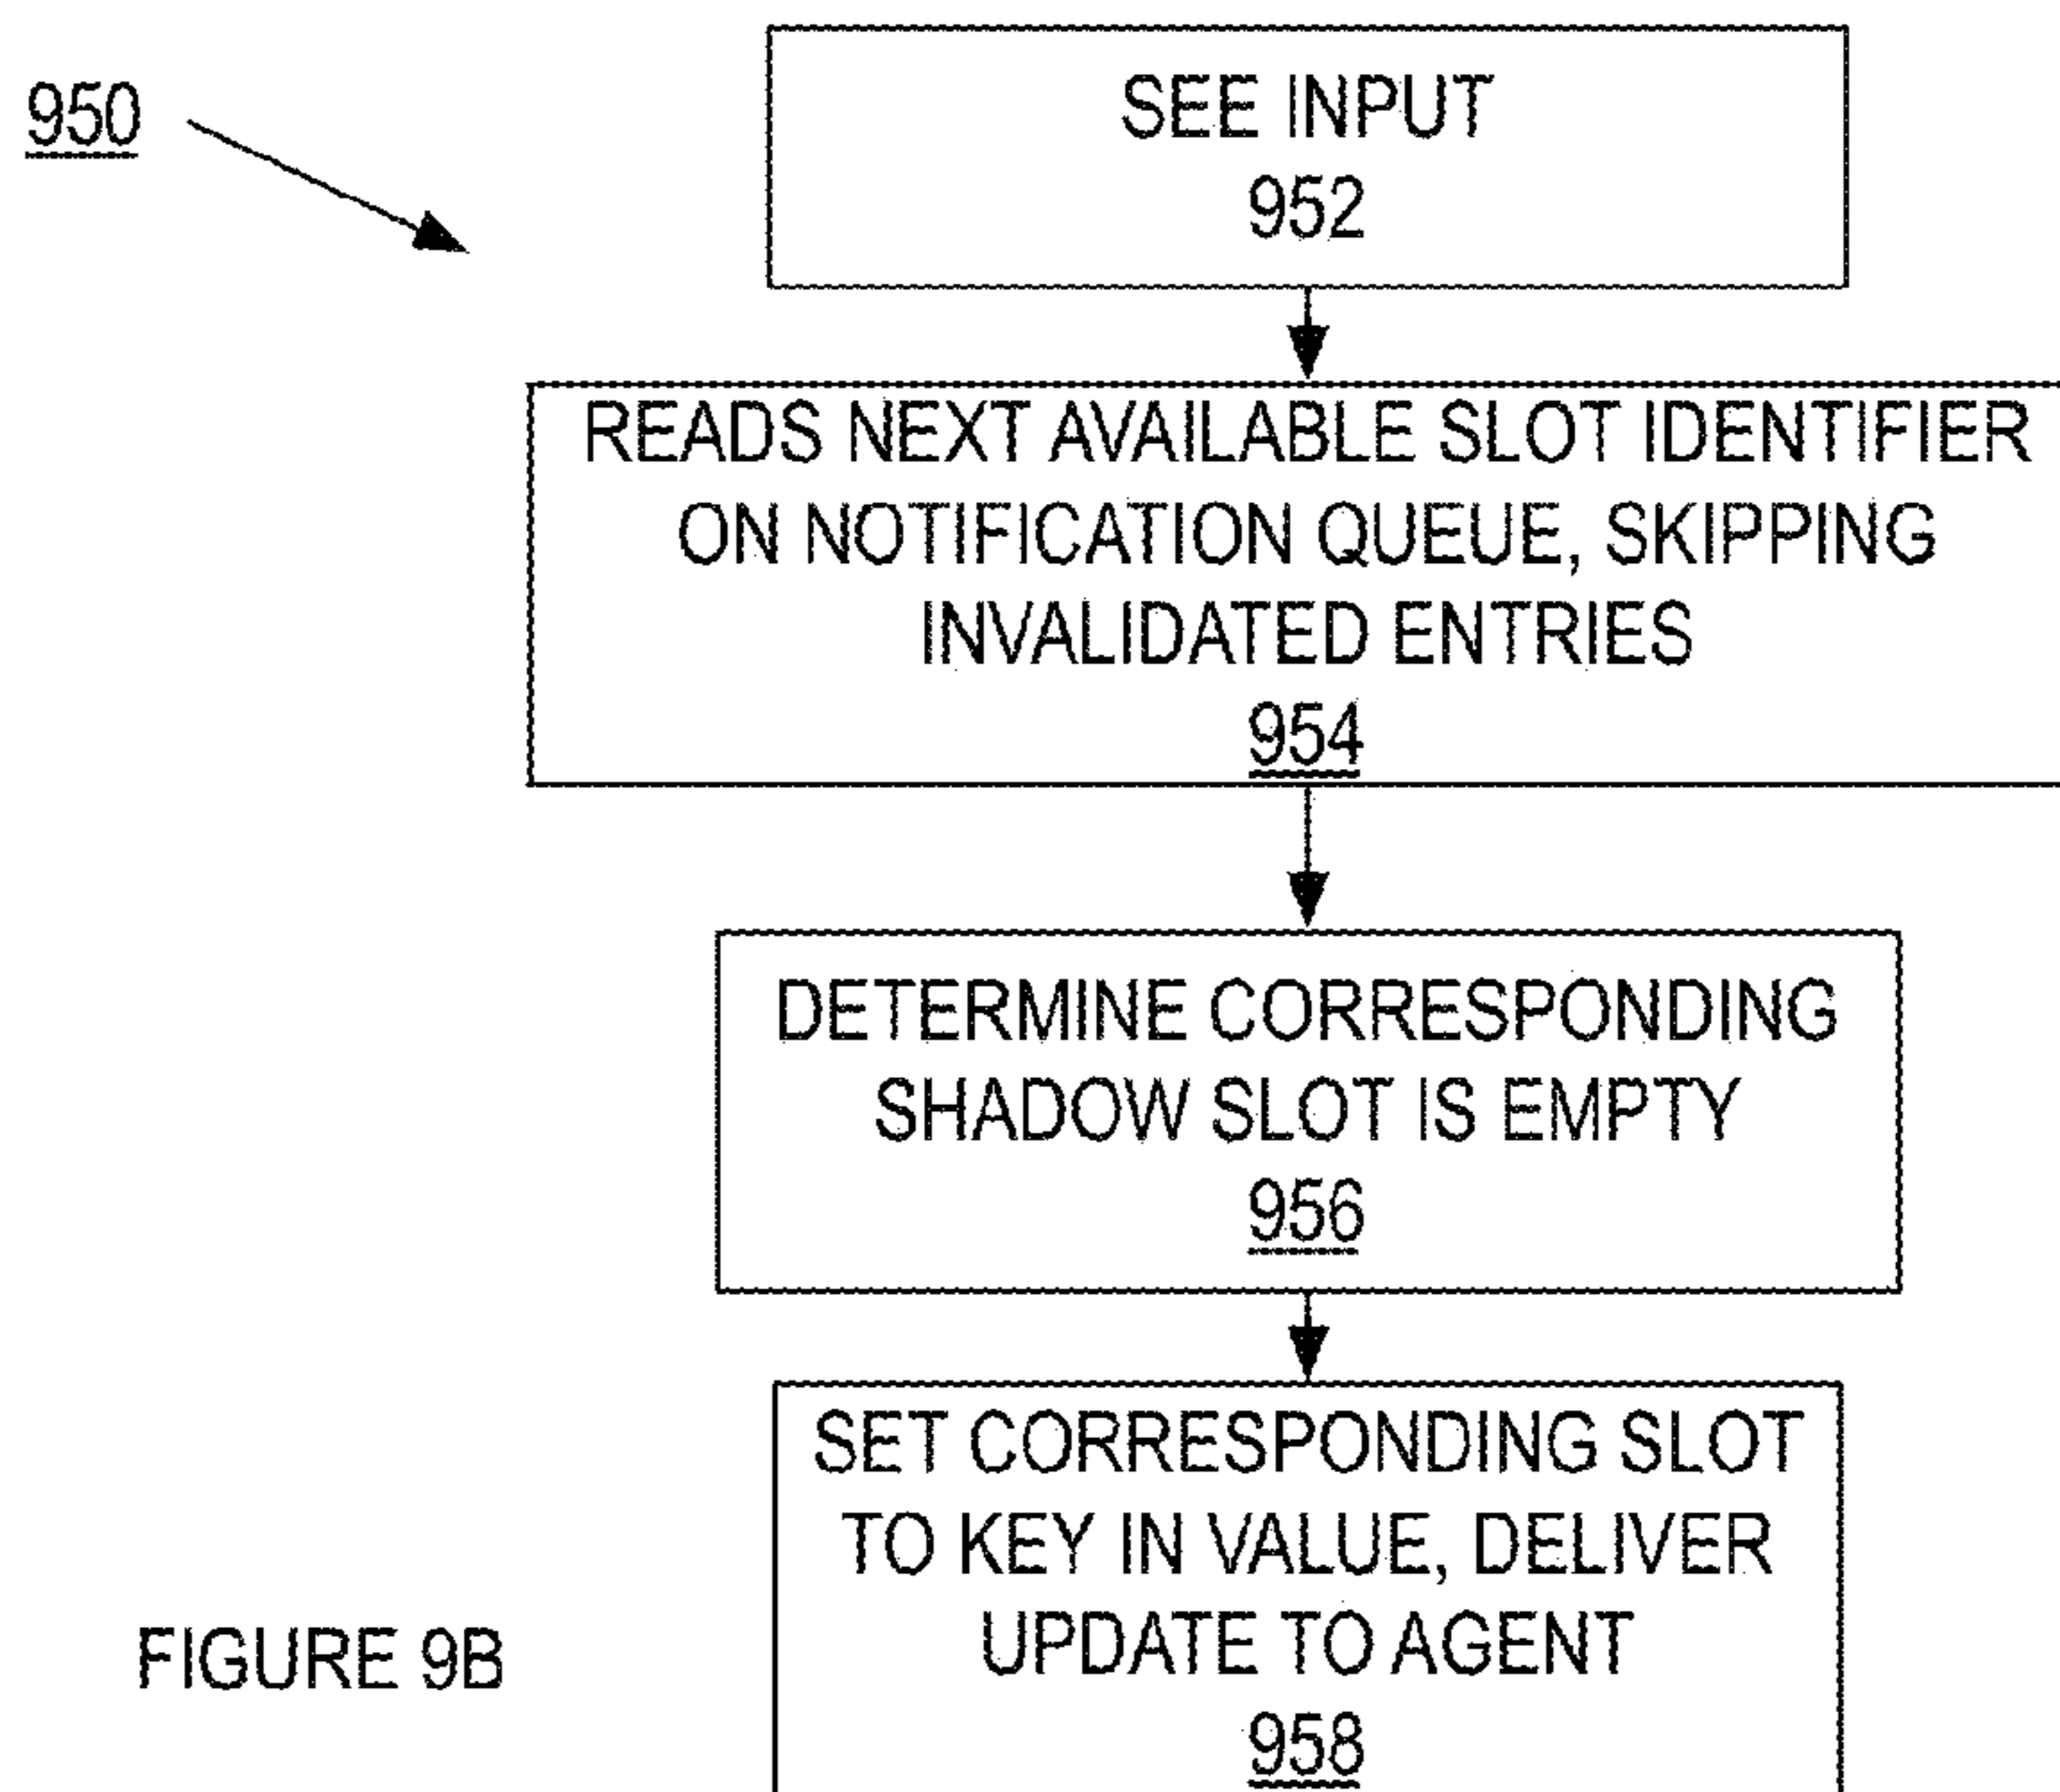 950
SEE INPUT
952
READS NEXT AVAILABLE SLOT IDENTIFIER
ON NOTIFICATION QUEUE, SKIPPING
INVALIDATED ENTRIES
954
DETERMINE CORRESPONDING
SHADOW SLOT IS EMPTY
956
SET CORRESPONDING SLOT
TO KEY IN VALUE, DELIVER
UPDATE TO AGENT
958
FIGURE 9B